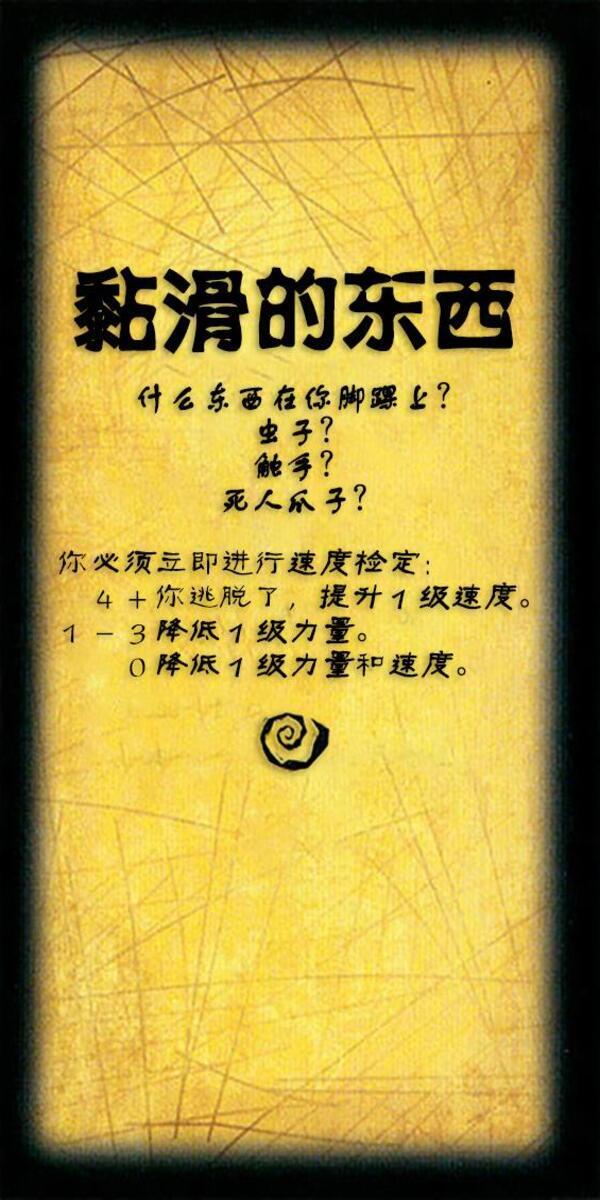 黏滑的东西
什么东西在你脚踝上？
虫子？
触手？
死人爪子？
你必须立即进行速度检定：
4+你逃脱了，提升1级速度。
1-3降低1级力量。
0降低1级力量和速度。